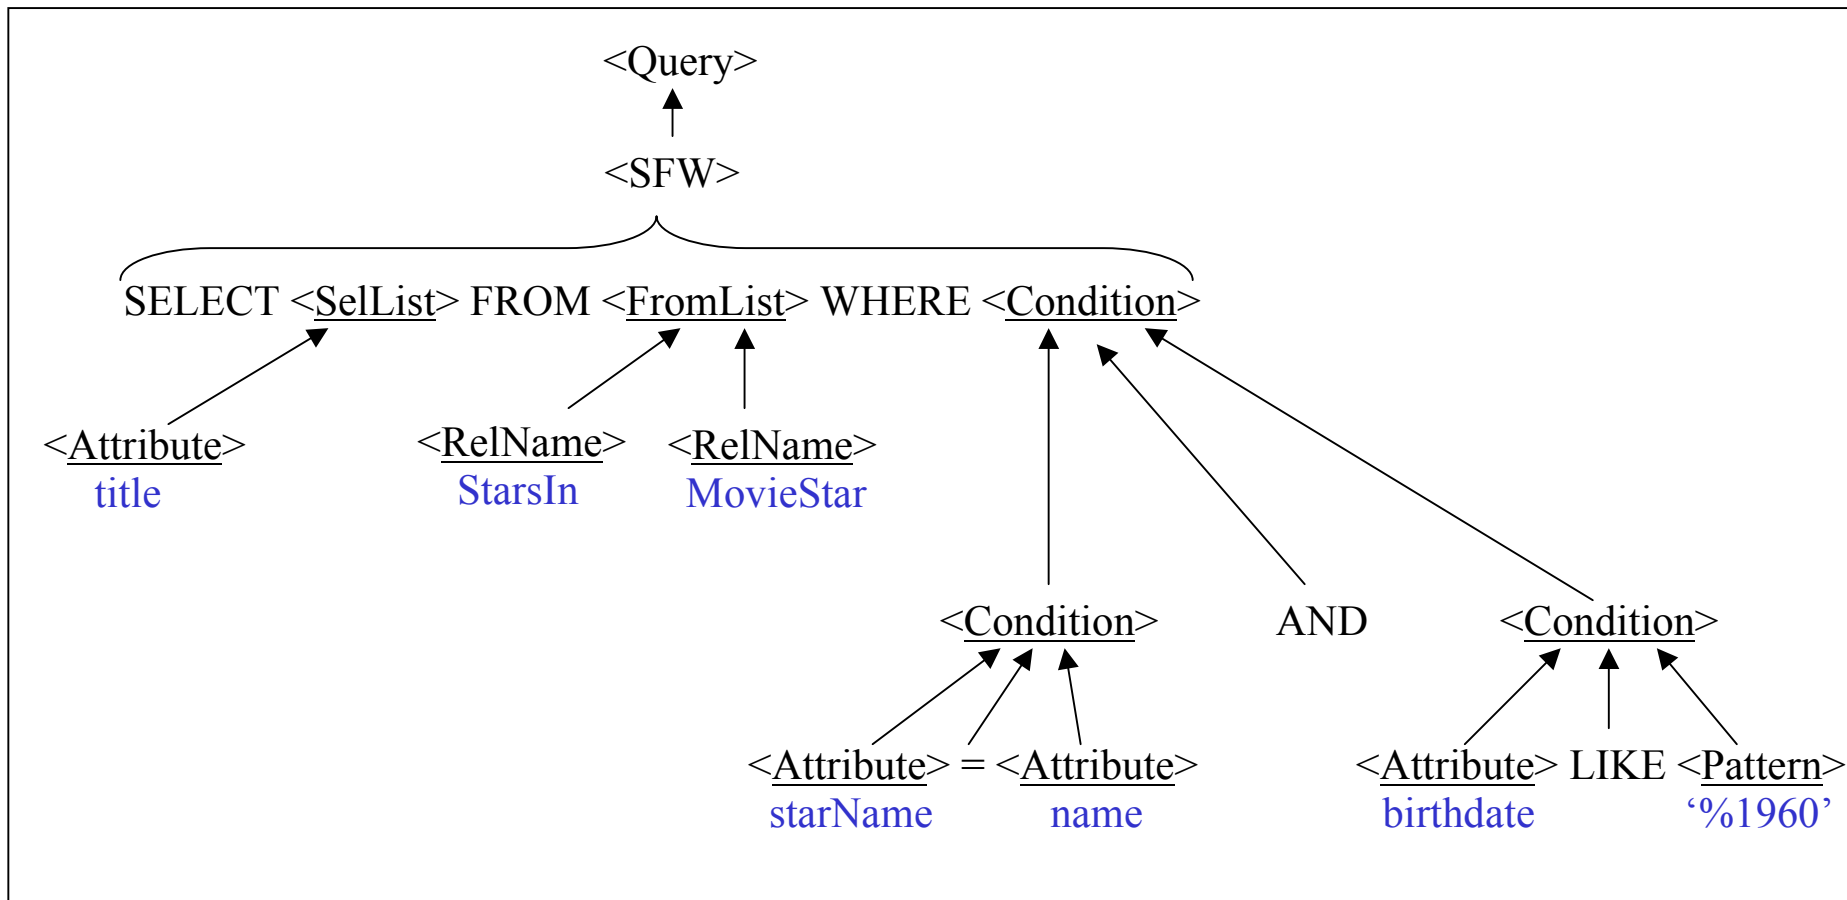 <Query>
<SFW>
SELECT <SelList> FROM <FromList> WHERE <Condition>
<Attribute> <RelName> <RelName>
title StarsIn MovieStar
<Condition> AND <Condition>
<Attribute> = <Attribute> <Attribute> LIKE <Pattern>
starName name birthdate ‘%1960’